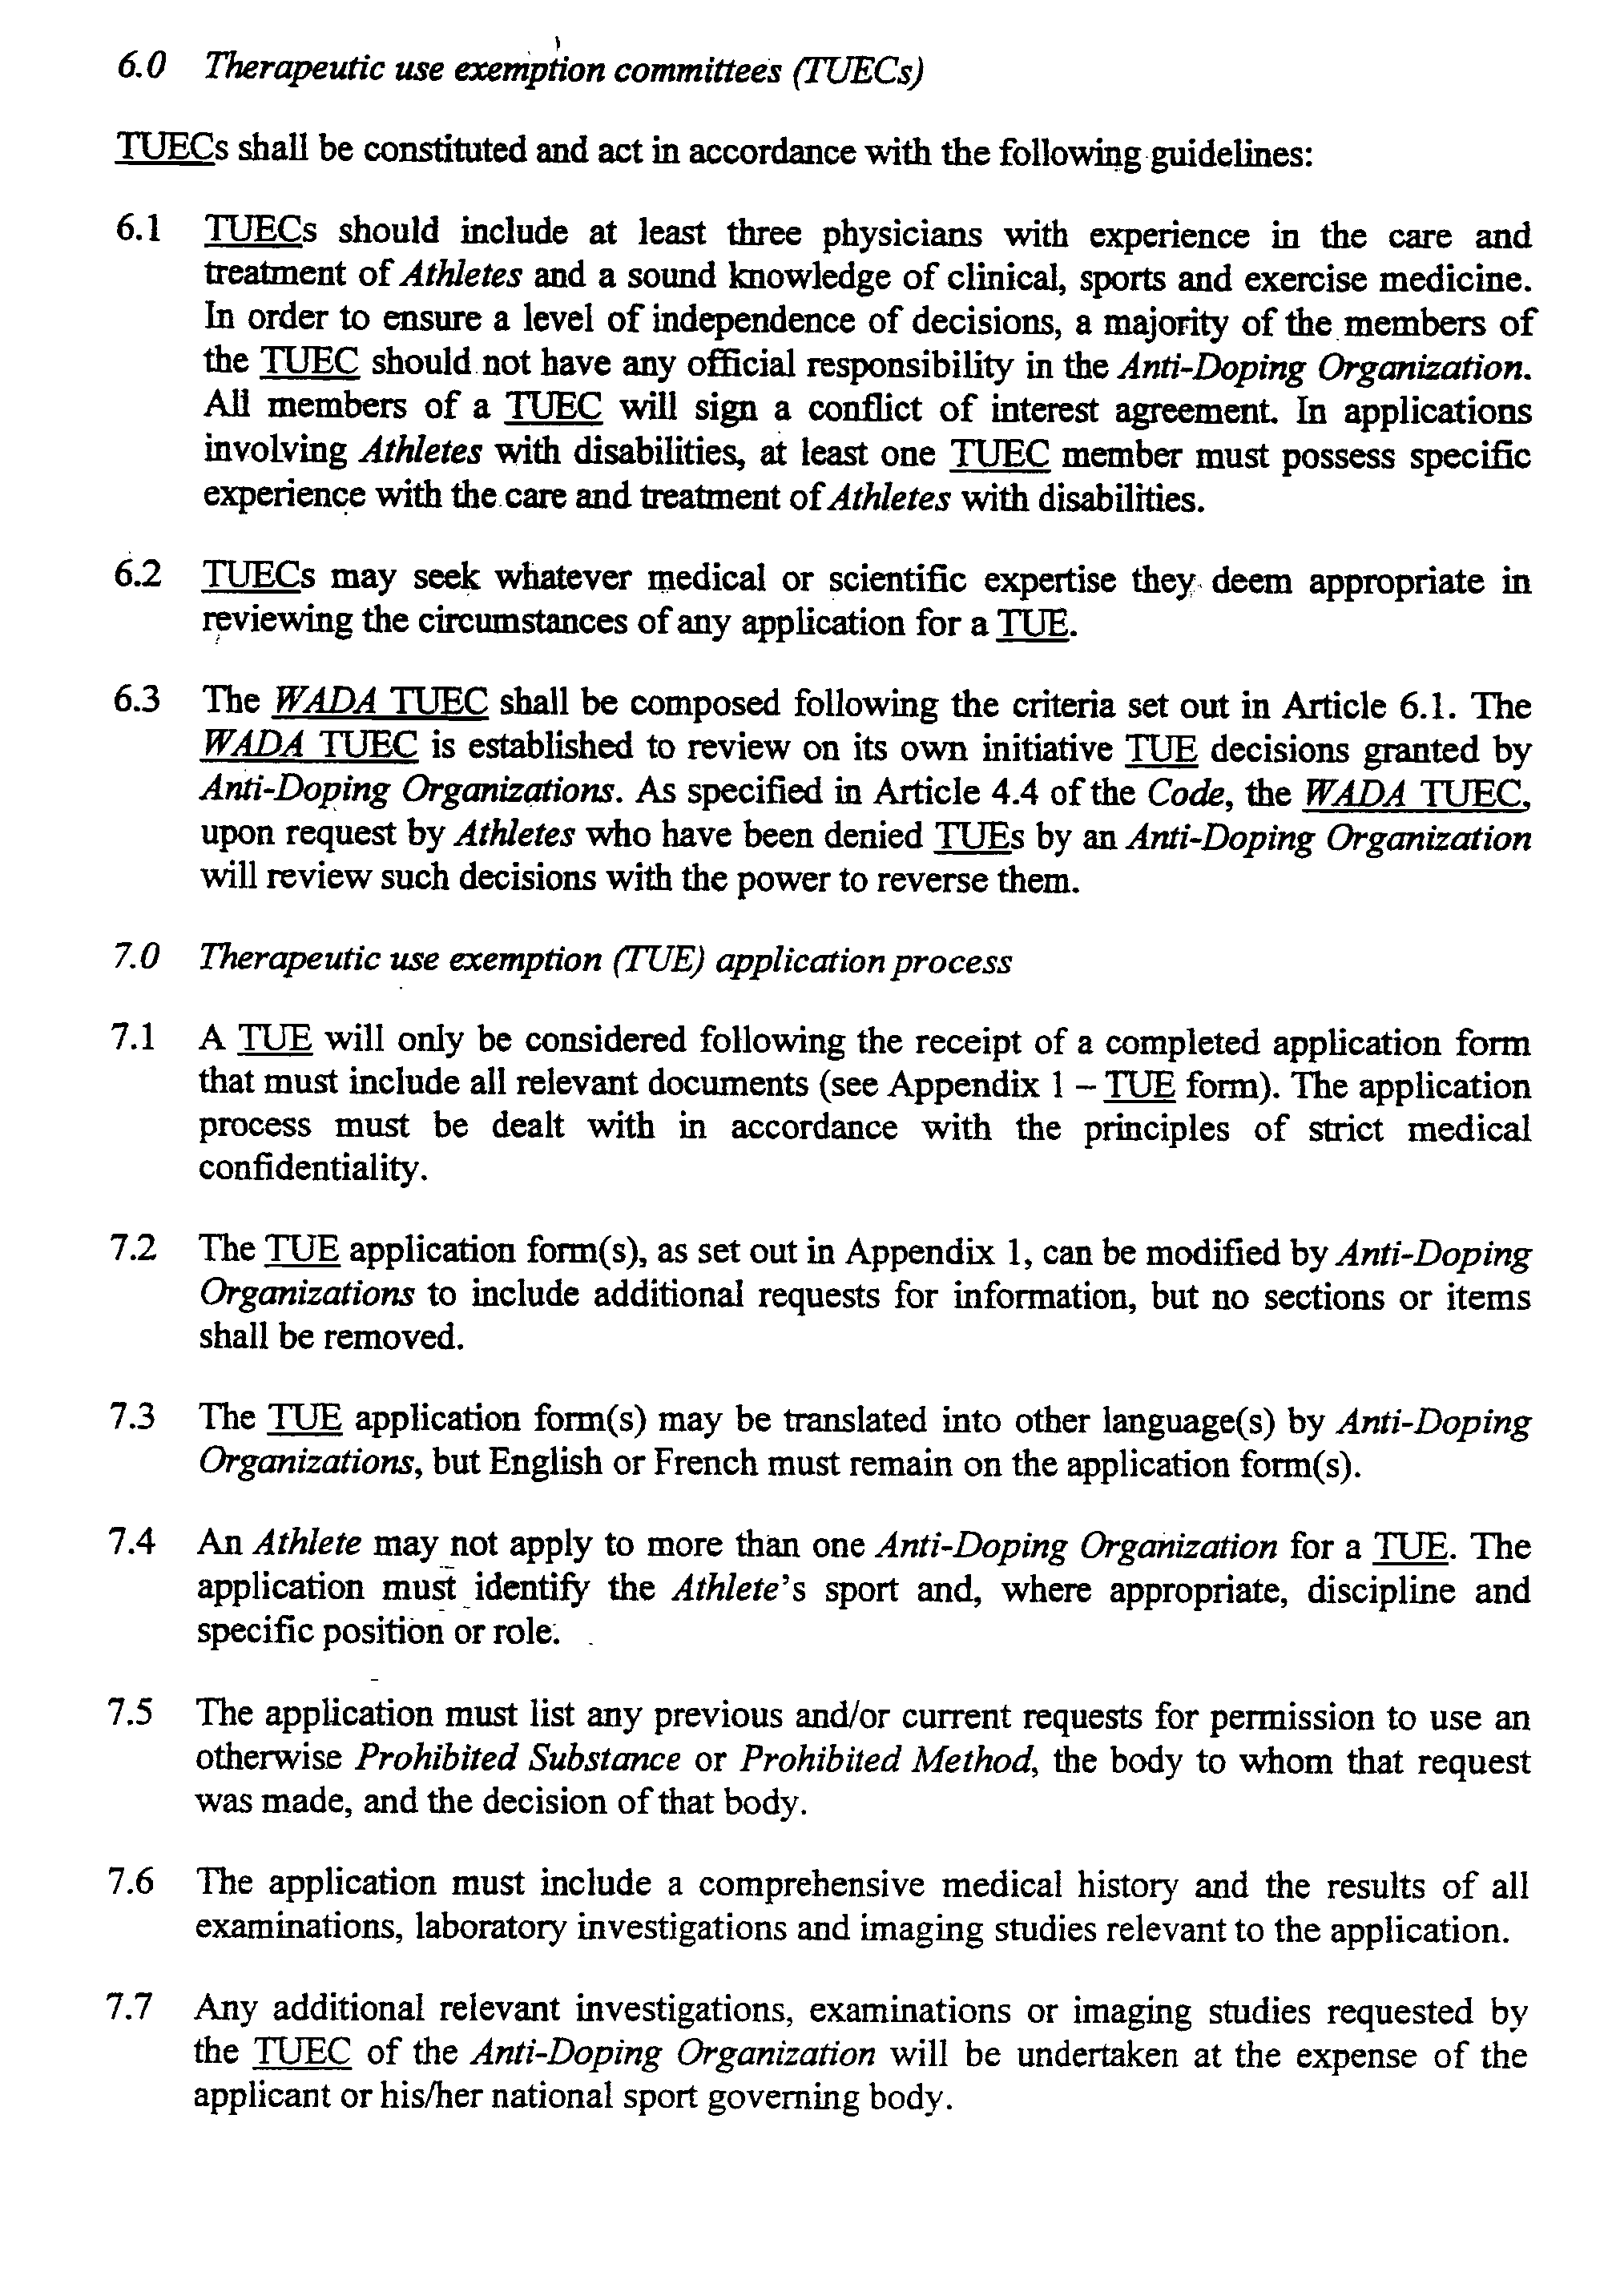 6.0 Therapeutic use exemption committees (TUECs)
TUECs shall be constituted and act in accordance with the following guidelines:
6.1 TUECs should include at least three physicians with experience in the care and
treatment of Athletes and a sound knowledge of clinical, sports and exercise medicine.
In order to ensure a level of independence of decisions, a majority of the members of
the TUEC should not have any official responsibility in the Anti-Doping Organization.
All members of a TUEC will sign a conflict of interest agreement. In applications
involving Athletes with disabilities, at least one TUEC member must possess specific
experience with the care and treatment of Athletes with disabilities.
6.2 TUECs may seek whatever medical or scientific expertise they deem appropriate in
reviewing the circumstances of any application for a TUE.
6.3 The WADA TUEC shall be composed following the criteria set out in Article 6.1. The
WADA TUEC is established to review on its own initiative TUE decisions granted by
Anti-Doping Organizations. As specified in Article 4.4 of the Code, the WADA TUEC,
upon request by Athletes who have been denied TUEs by an Anti-Doping Organization
will review such decisions with the power to reverse them.
7.0 Therapeutic use exemption (TUE) application process
7.1 A TUE will only be considered following the receipt of a completed application form
that must include all relevant documents (see Appendix 1 – TUE form). The application
process must be dealt with in accordance with the principles of strict medical
confidentiality.
7.2 The TUE application form(s), as set out in Appendix 1, can be modified by Anti-Doping
Organizations to include additional requests for information, but no sections or items
shall be removed.
7.3 The TUE application form(s) may be translated into other language(s) by Anti-Doping
Organizations, but English or French must remain on the application form(s).
7.4 An Athlete may not apply to more than one Anti-Doping Organization for a TUE. The
application must identify the Athlete's sport and, where appropriate, discipline and
specific position or role.
7.5 The application must list any previous and/or current requests for permission to use an
otherwise Prohibited Substance or Prohibited Method, the body to whom that request
was made, and the decision of that body.
7.6 The application must include a comprehensive medical history and the results of all
examinations, laboratory investigations and imaging studies relevant to the application.
7.7 Any additional relevant investigations, examinations or imaging studies requested by
the TUEC of the Anti-Doping Organization will be undertaken at the expense of the
applicant or his/her national sport governing body.